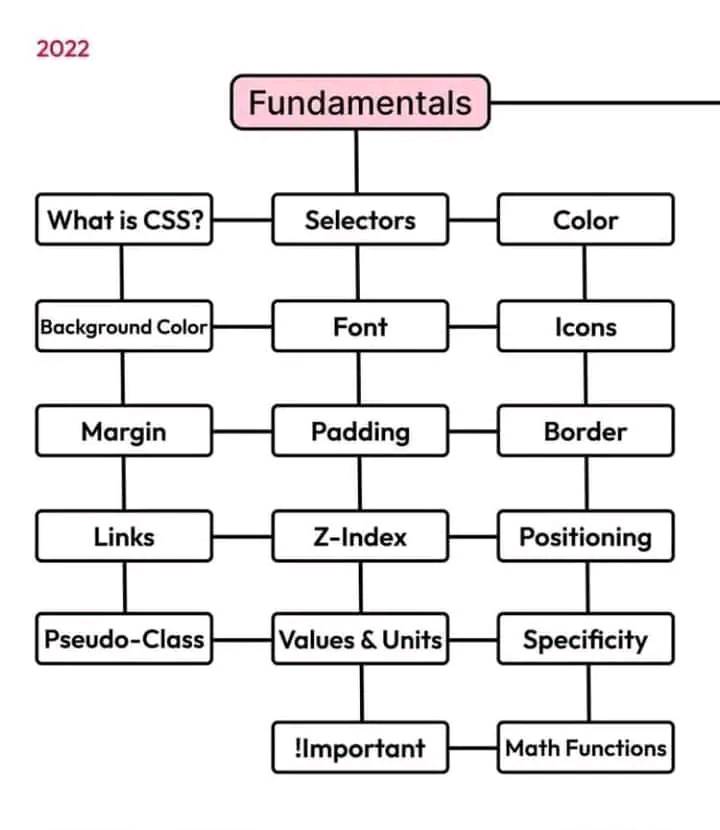 2022
Fundamentals
What is CSS?
Selectors
Color
Background Color
Font
Icons
Margin
Padding
Border
Links
Z-Index
Positioning
Pseudo-Class
Values & Units
Specificity
!Important
Math Functions